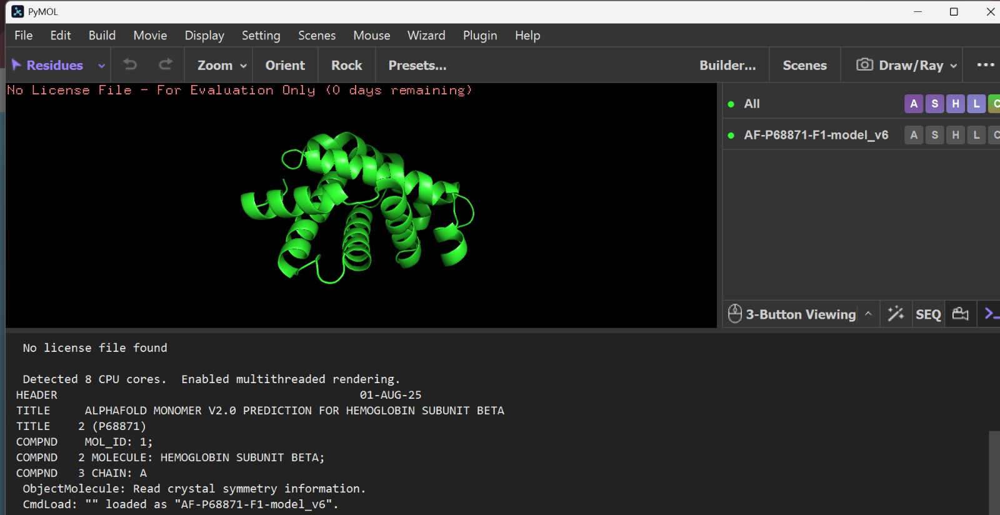 PyMOL
File Edit Build Movie Display Setting Scenes Mouse Wizard Plugin Help
Residues Zoom Orient Rock Presets... Builder... Scenes Draw/Ray
No License File - For Evaluation Only (0 days remaining)
All A S H L C
AF-P68871-F1-model_v6 A S H L C
3-Button Viewing SEQ
No license file found
Detected 8 CPU cores.  Enabled multithreaded rendering.
HEADER                                            01-AUG-25
TITLE     ALPHAFOLD MONOMER V2.0 PREDICTION FOR HEMOGLOBIN SUBUNIT BETA
TITLE    2 (P68871)
COMPND    MOL_ID: 1;
COMPND   2 MOLECULE: HEMOGLOBIN SUBUNIT BETA;
COMPND   3 CHAIN: A
ObjectMolecule: Read crystal symmetry information.
CmdLoad: "" loaded as "AF-P68871-F1-model_v6".